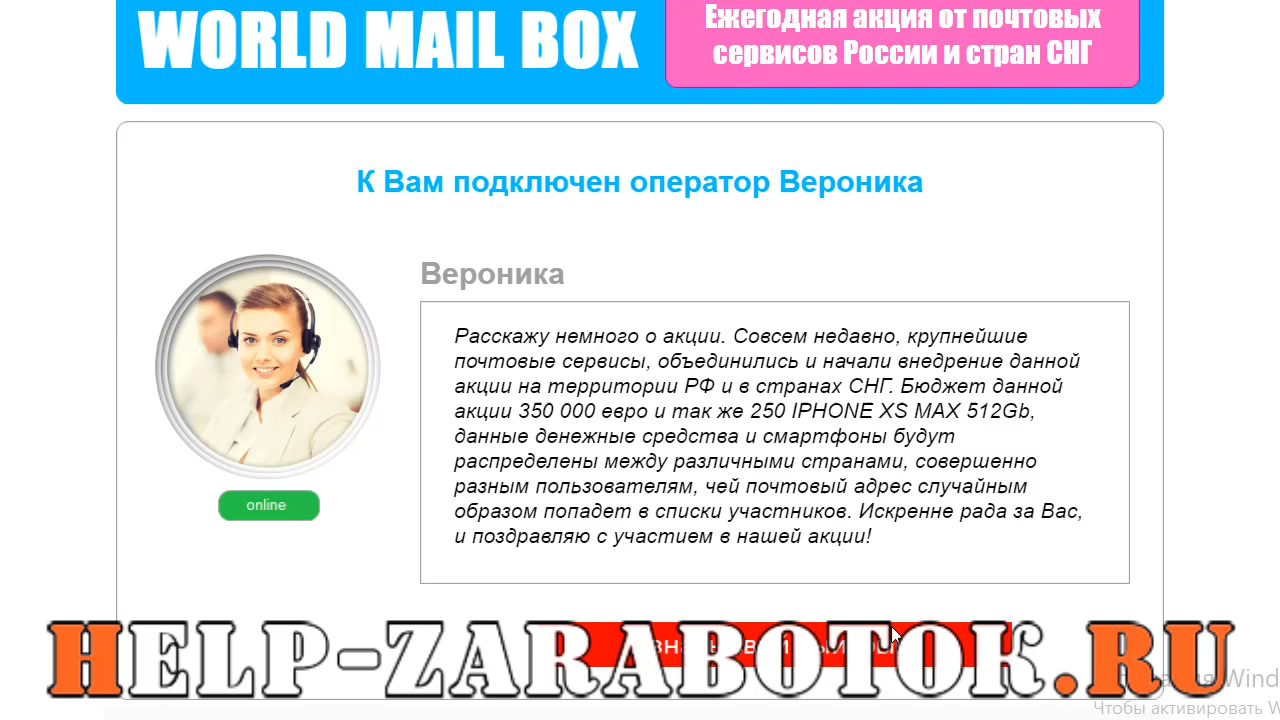 WORLD MAIL BOX
Ежегодная акция от почтовых
сервисов России и стран СНГ
К Вам подключен оператор Вероника
Вероника
Расскажу немного о акции. Совсем недавно, крупнейшие
почтовые сервисы, объединились и начали внедрение данной
акции на территории РФ и в странах СНГ. Бюджет данной
акции 350 000 евро и так же 250 IPHONE XS MAX 512Gb,
данные денежные средства и смартфоны будут
распределены между различными странами, совершенно
разным пользователям, чей почтовый адрес случайным
образом попадет в списки участников. Искренне рада за Вас,
и поздравляю с участием в нашей акции!
online
HELP-ZARABOTOK.RU
Чтобы активировать